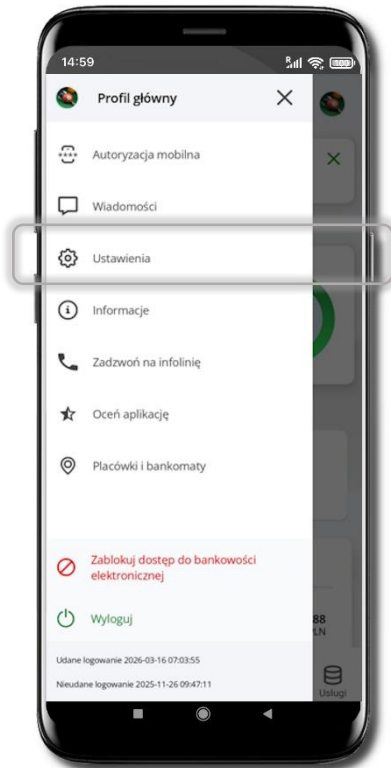 14:59
Profil główny
Autoryzacja mobilna
Wiadomości
Ustawienia
Informacje
Zadzwoń na infolinię
Oceń aplikację
Placówki i bankomaty
Zablokuj dostęp do bankowości
elektronicznej
Wyloguj
88
PLN
Udane logowanie 2026-03-16 07:03:55
Nieudane logowanie 2025-11-26 09:47:11
Usługi